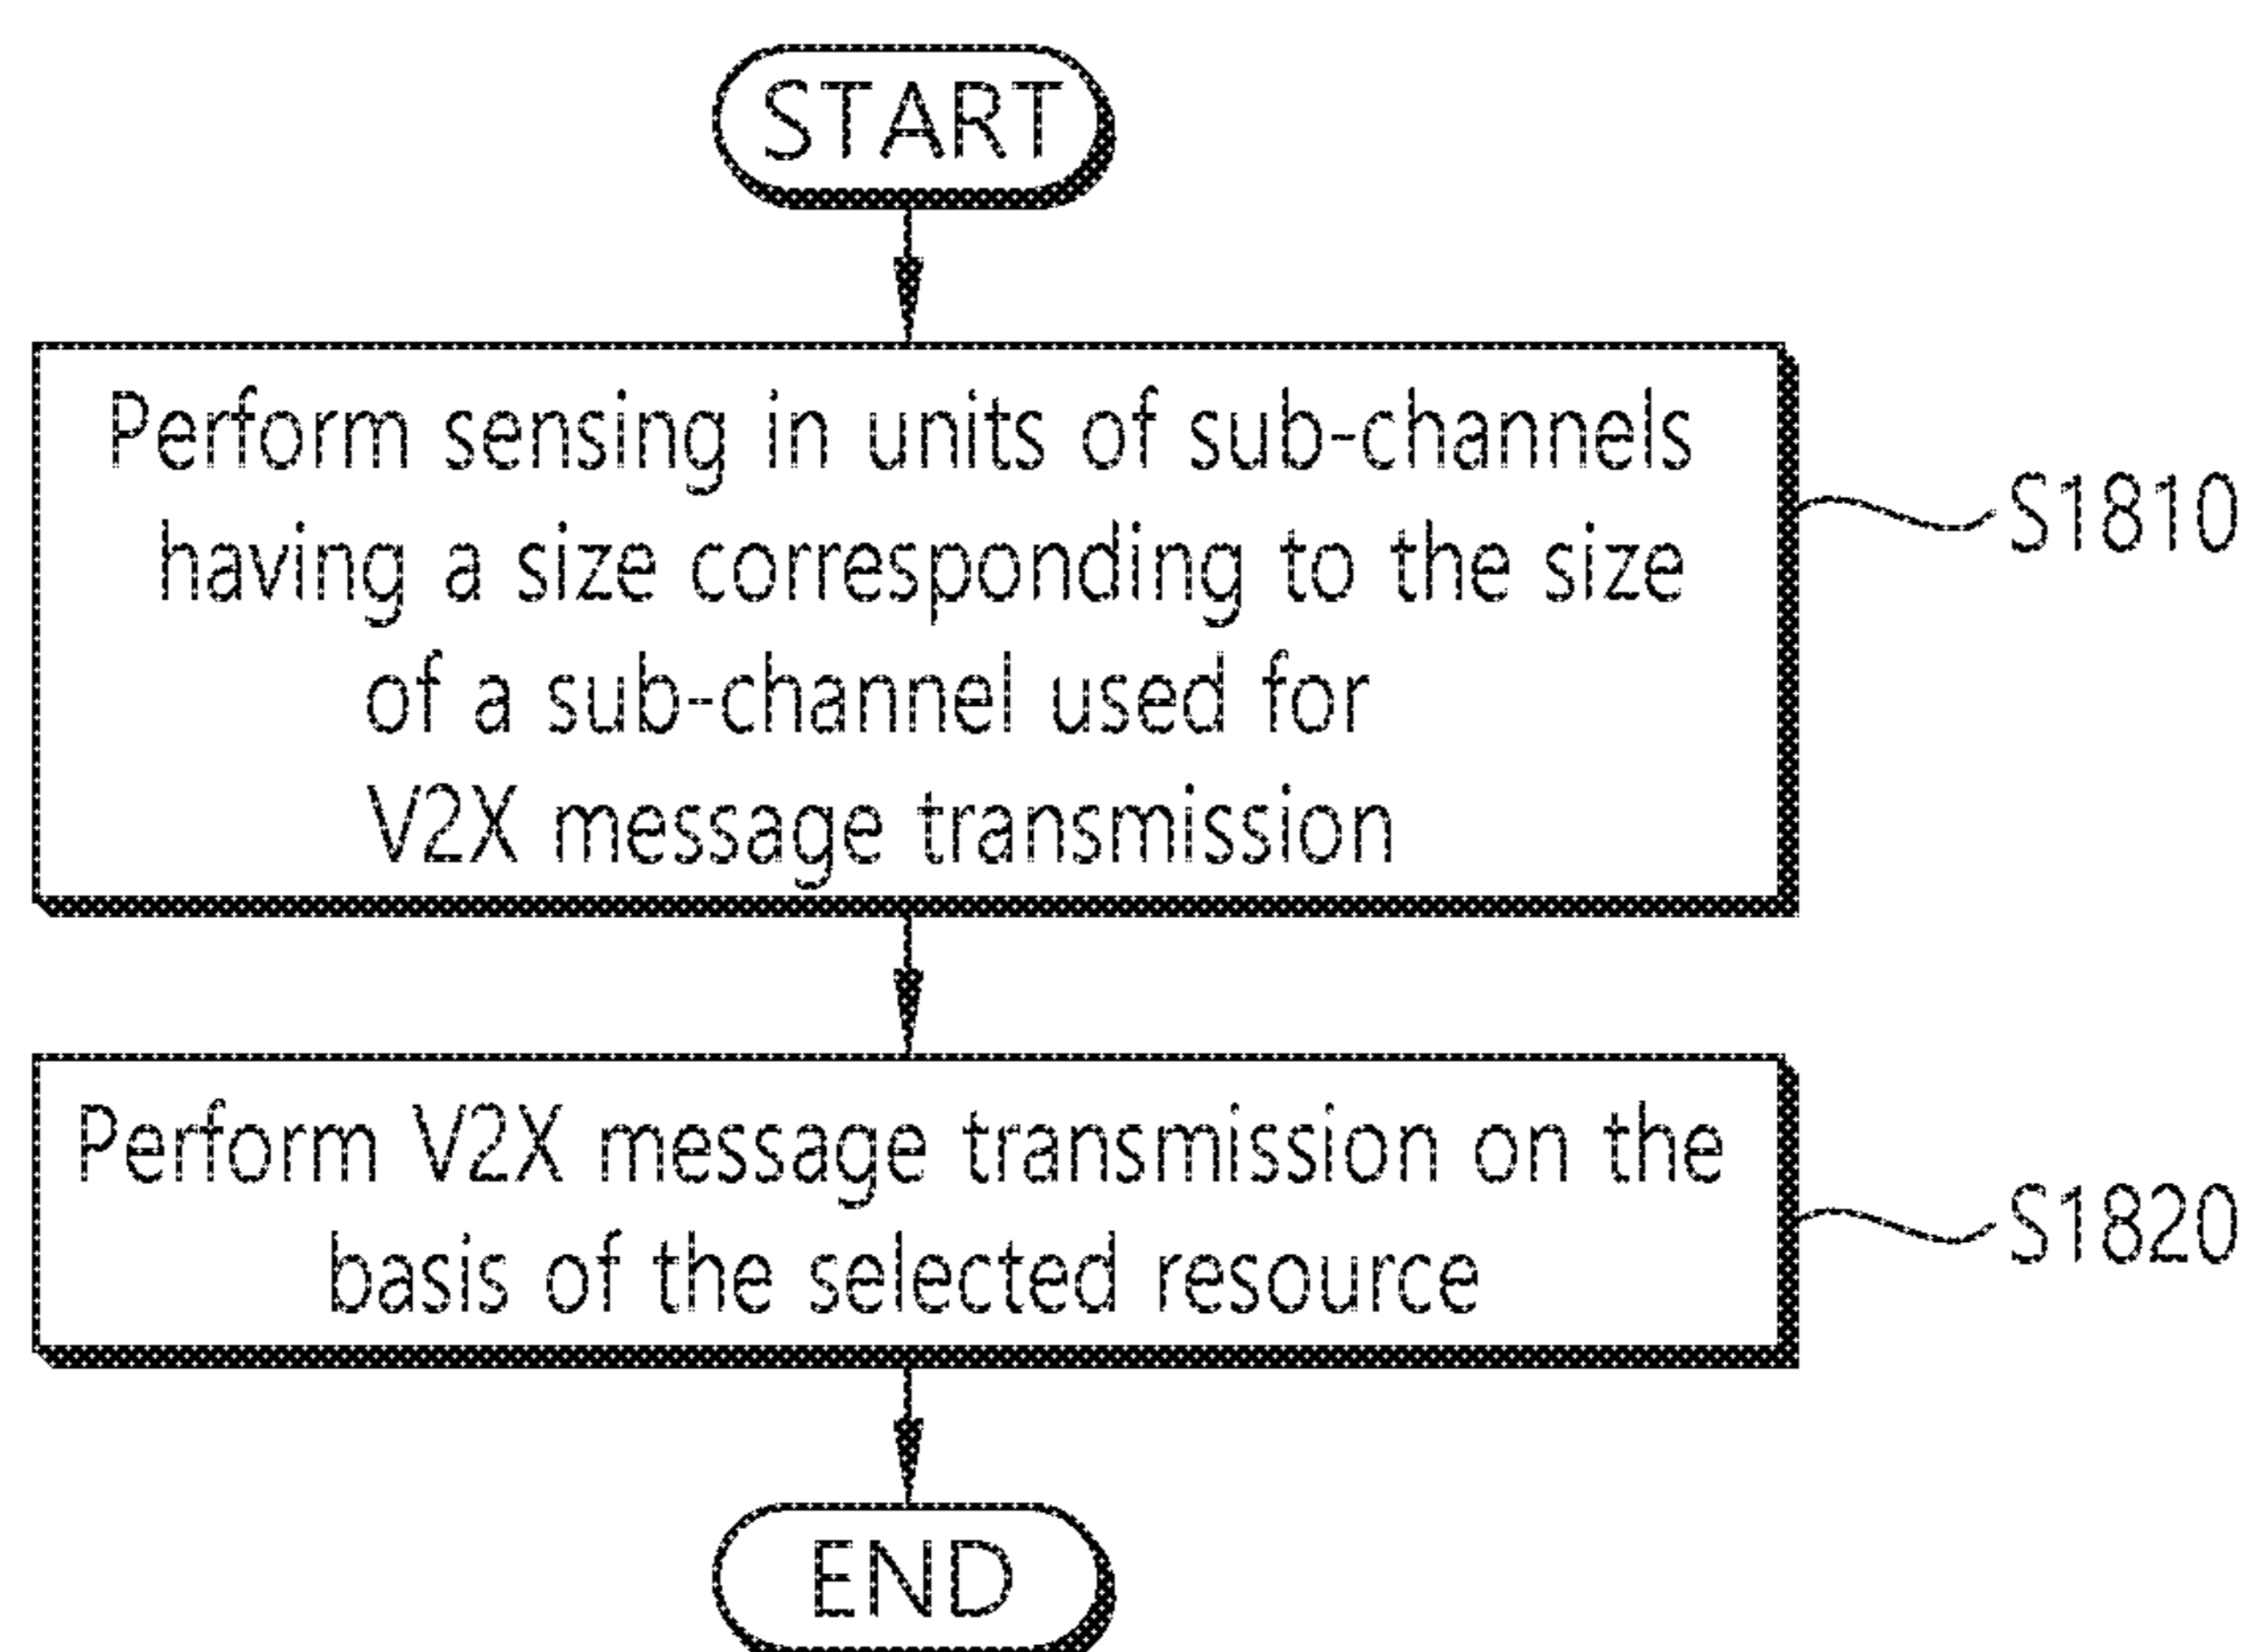 START
Perform sensing in units of sub-channels
having a size corresponding to the size
of a sub-channel used for
V2X message transmission
S1810
Perform V2X message transmission on the
basis of the selected resource
S1820
END